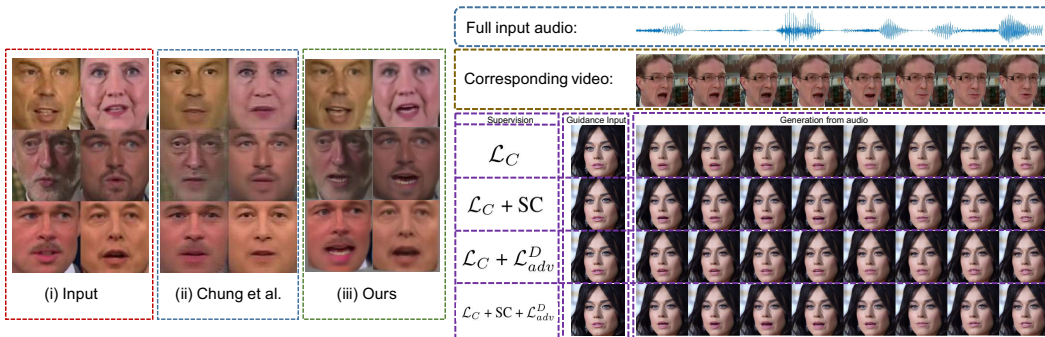 (i) Input
(ii) Chung et al.
(iii) Ours
Full input audio:
Corresponding video:
Supervision
Guidance Input
Generation from audio
ℒ_C
ℒ_C + SC
ℒ_C + ℒ^D_adv
ℒ_C + SC + ℒ^D_adv